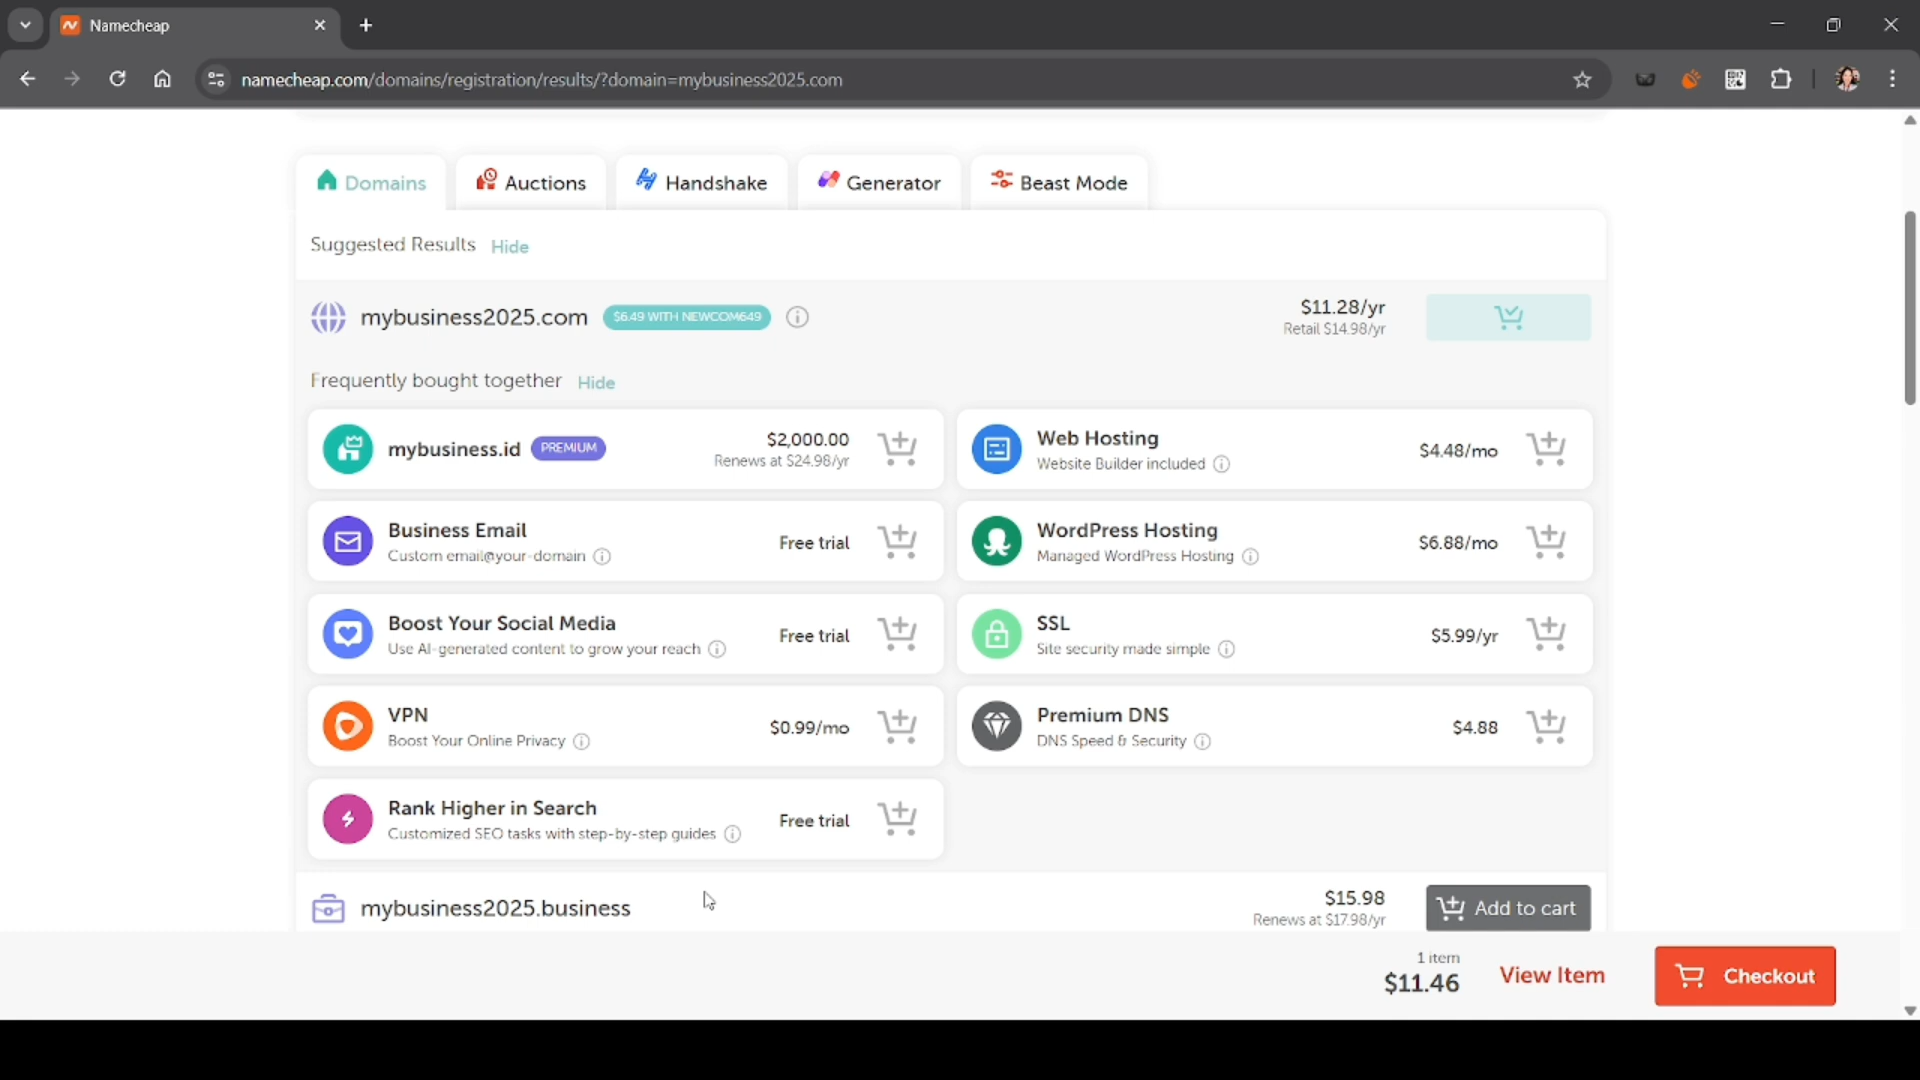 Namecheap
namecheap.com/domains/registration/results/?domain=mybusiness2025.com
Domains
Auctions
Handshake
Generator
Beast Mode
Suggested Results Hide
mybusiness2025.com $6.49 WITH NEWCOM649
$11.28/yr
Retail $14.98/yr
Frequently bought together Hide
mybusiness.id PREMIUM
$2,000.00
Renews at $24.98/yr
Web Hosting
Website Builder included
$4.48/mo
Business Email
Custom email@your-domain
Free trial
WordPress Hosting
Managed WordPress Hosting
$6.88/mo
Boost Your Social Media
Use AI-generated content to grow your reach
Free trial
SSL
Site security made simple
$5.99/yr
VPN
Boost Your Online Privacy
$0.99/mo
Premium DNS
DNS Speed & Security
$4.88
Rank Higher in Search
Customized SEO tasks with step-by-step guides
Free trial
mybusiness2025.business
$15.98
Renews at $17.98/yr
Add to cart
1 item
$11.46
View Item
Checkout